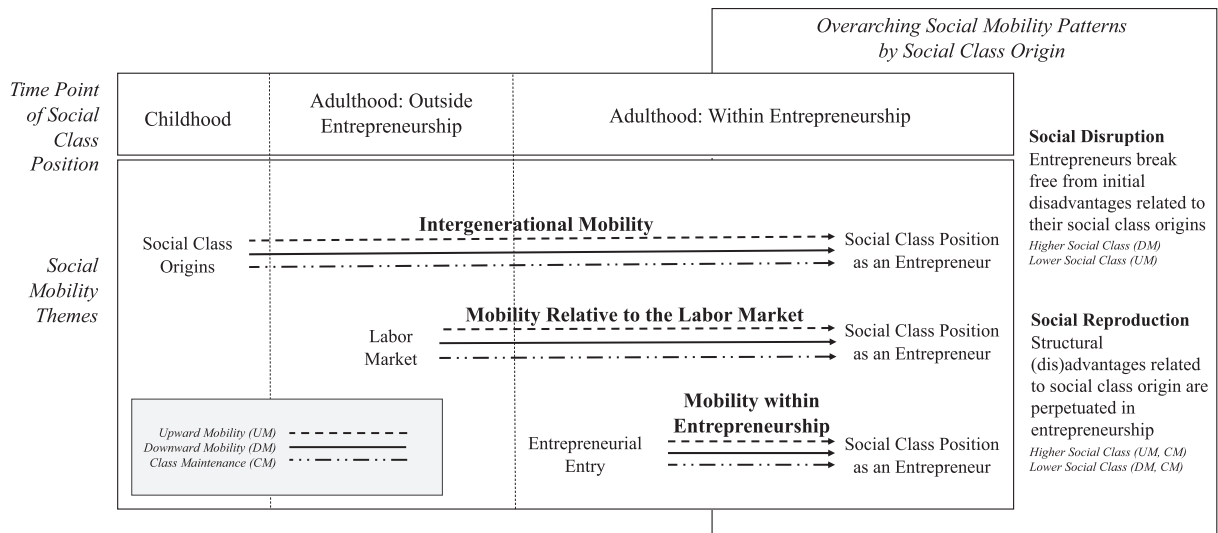 Overarching Social Mobility Patterns
by Social Class Origin
Time Point
of Social
Class
Position
Childhood
Adulthood: Outside
Entrepreneurship
Adulthood: Within Entrepreneurship
Social
Mobility
Themes
Intergenerational Mobility
Social Class
Origins
Social Class Position
as an Entrepreneur
Mobility Relative to the Labor Market
Labor
Market
Social Class Position
as an Entrepreneur
Mobility within
Entrepreneurship
Entrepreneurial
Entry
Social Class Position
as an Entrepreneur
Upward Mobility (UM)
Downward Mobility (DM)
Class Maintenance (CM)
Social Disruption
Entrepreneurs break
free from initial
disadvantages related to
their social class origins
Higher Social Class (DM)
Lower Social Class (UM)
Social Reproduction
Structural
(dis)advantages related
to social class origin are
perpetuated in
entrepreneurship
Higher Social Class (UM, CM)
Lower Social Class (DM, CM)